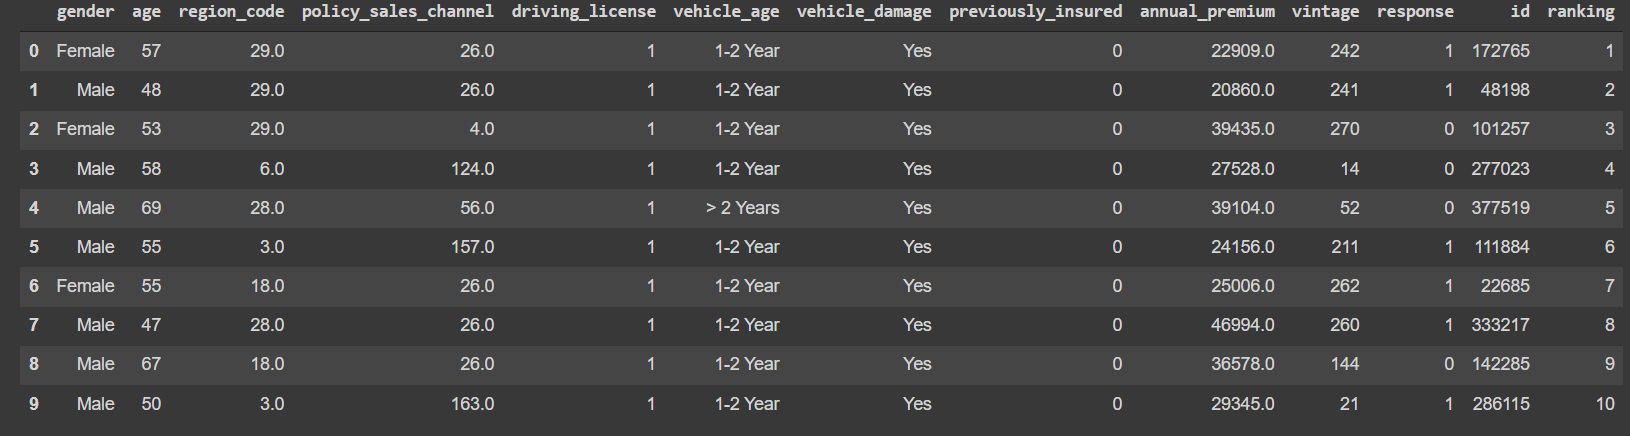 gender age region_code policy_sales_channel driving_license vehicle_age vehicle_damage previously_insured annual_premium vintage response id ranking
0 Female 57 29.0 26.0 1 1-2 Year Yes 0 22909.0 242 1 172765 1
1 Male 48 29.0 26.0 1 1-2 Year Yes 0 20860.0 241 1 48198 2
2 Female 53 29.0 4.0 1 1-2 Year Yes 0 39435.0 270 0 101257 3
3 Male 58 6.0 124.0 1 1-2 Year Yes 0 27528.0 14 0 277023 4
4 Male 69 28.0 56.0 1 > 2 Years Yes 0 39104.0 52 0 377519 5
5 Male 55 3.0 157.0 1 1-2 Year Yes 0 24156.0 211 1 111884 6
6 Female 55 18.0 26.0 1 1-2 Year Yes 0 25006.0 262 1 22685 7
7 Male 47 28.0 26.0 1 1-2 Year Yes 0 46994.0 260 1 333217 8
8 Male 67 18.0 26.0 1 1-2 Year Yes 0 36578.0 144 0 142285 9
9 Male 50 3.0 163.0 1 1-2 Year Yes 0 29345.0 21 1 286115 10